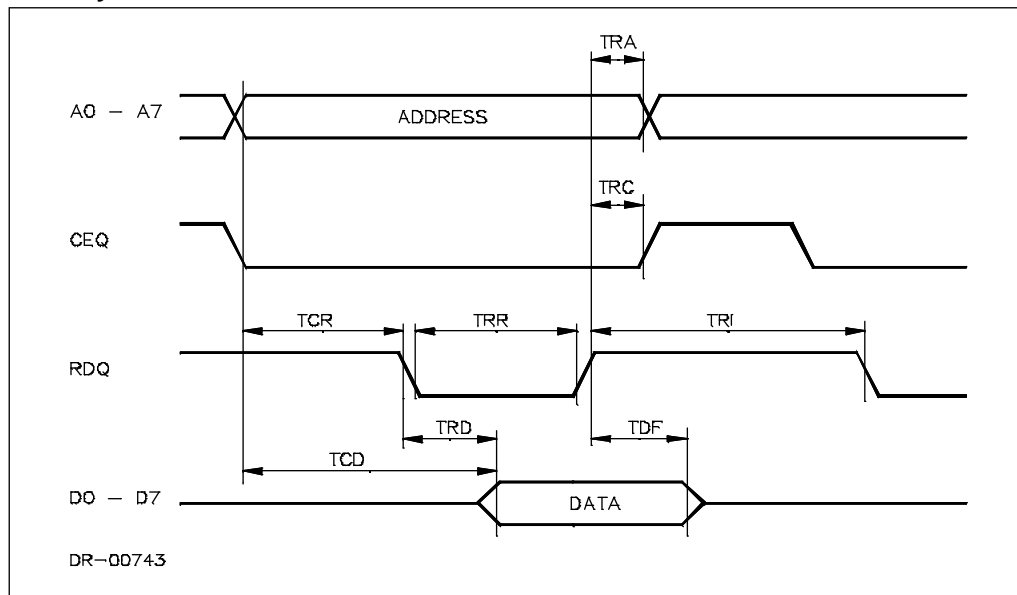 TRA
A0 – A7
ADDRESS
TRC
CEQ
TCR
TRR
TRI
RDQ
TRD
TDF
TCD
D0 – D7
DATA
DR-00743